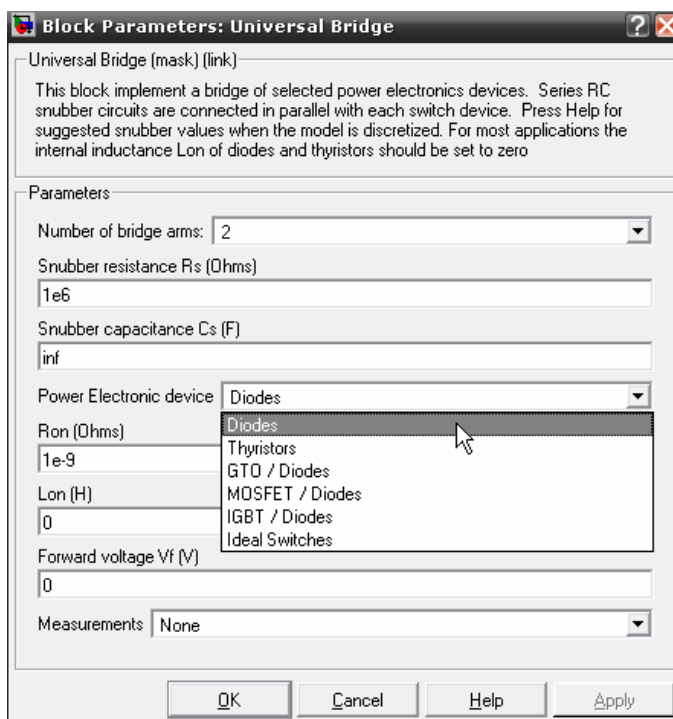 Block Parameters: Universal Bridge
Universal Bridge (mask) (link)
This block implement a bridge of selected power electronics devices. Series RC
snubber circuits are connected in parallel with each switch device. Press Help for
suggested snubber values when the model is discretized. For most applications the
internal inductance Lon of diodes and thyristors should be set to zero
Parameters
Number of bridge arms: 2
Snubber resistance Rs (Ohms)
1e6
Snubber capacitance Cs (F)
inf
Power Electronic device Diodes
Diodes
Thyristors
GTO / Diodes
MOSFET / Diodes
IGBT / Diodes
Ideal Switches
Ron (Ohms)
1e-9
Lon (H)
0
Forward voltage Vf (V)
0
Measurements None
OK Cancel Help Apply